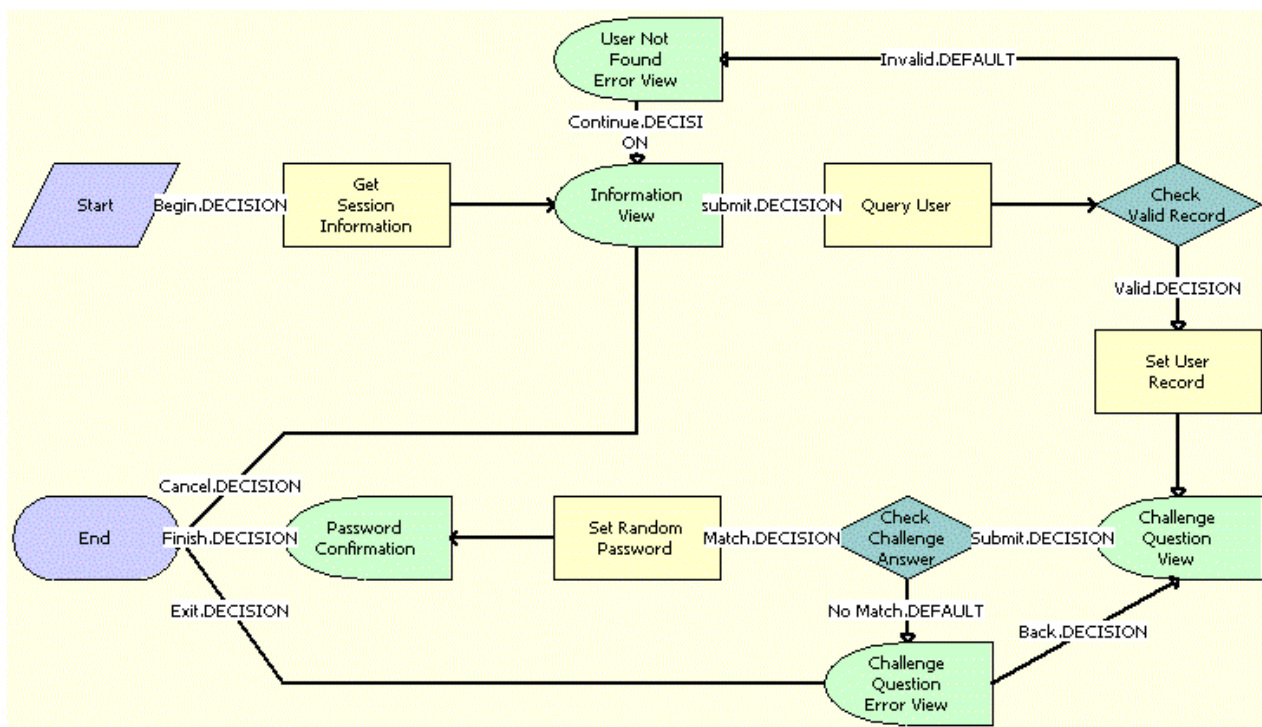 User Not
Found
Error View
Invalid.DEFAULT
Continue.DECISI
ON
Start
Begin.DECISION
Get
Session
Information
Information
View
submit.DECISION
Query User
Check
Valid Record
Valid.DECISION
Set User
Record
Cancel.DECISION
End
Finish.DECISION
Password
Confirmation
Set Random
Password
Match.DECISION
Check
Challenge
Answer
Submit.DECISION
Challenge
Question
View
Exit.DECISION
No Match.DEFAULT
Back.DECISION
Challenge
Question
Error View